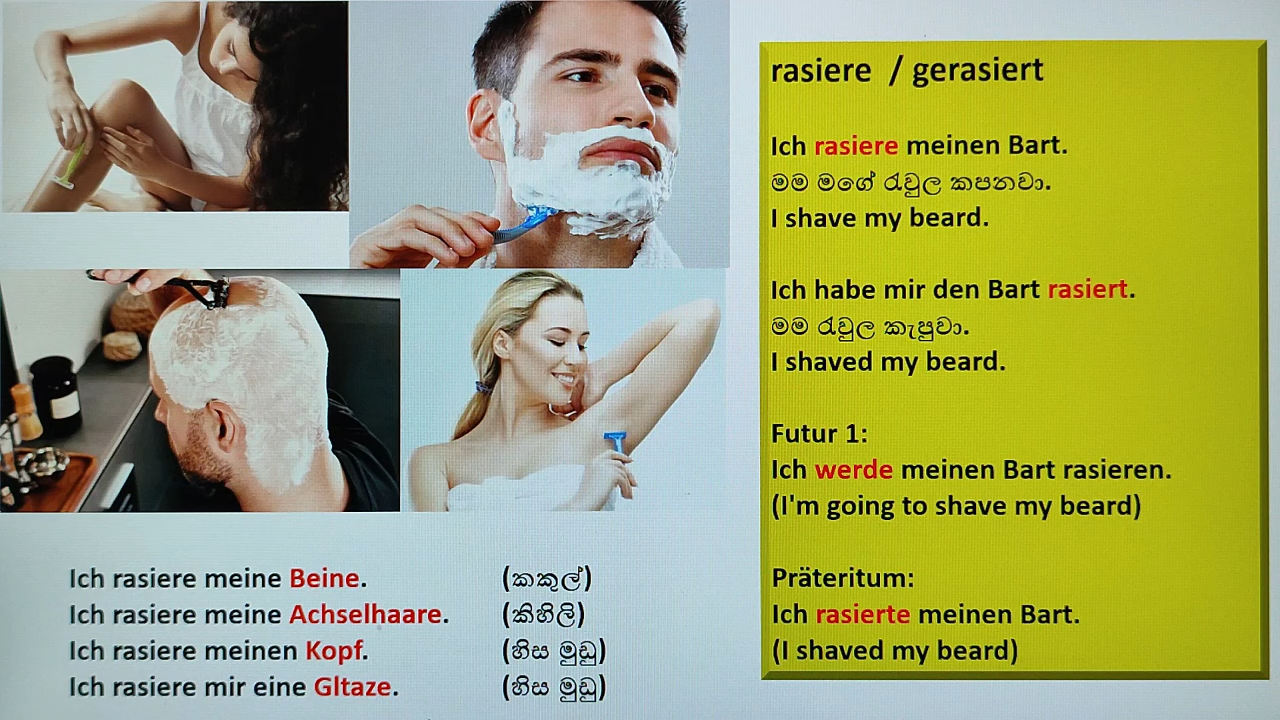 rasiere / gerasiert
Ich rasiere meinen Bart.
මම මගේ රැවුල කපනවා.
I shave my beard.
Ich habe mir den Bart rasiert.
මම රැවුල කැපුවා.
I shaved my beard.
Futur 1:
Ich werde meinen Bart rasieren.
(I'm going to shave my beard)
Präteritum:
Ich rasierte meinen Bart.
(I shaved my beard)
Ich rasiere meine Beine. (කකුල්)
Ich rasiere meine Achselhaare. (කිහිලි)
Ich rasiere meinen Kopf. (හිස මුඩු)
Ich rasiere mir eine Gltaze. (හිස මුඩු)